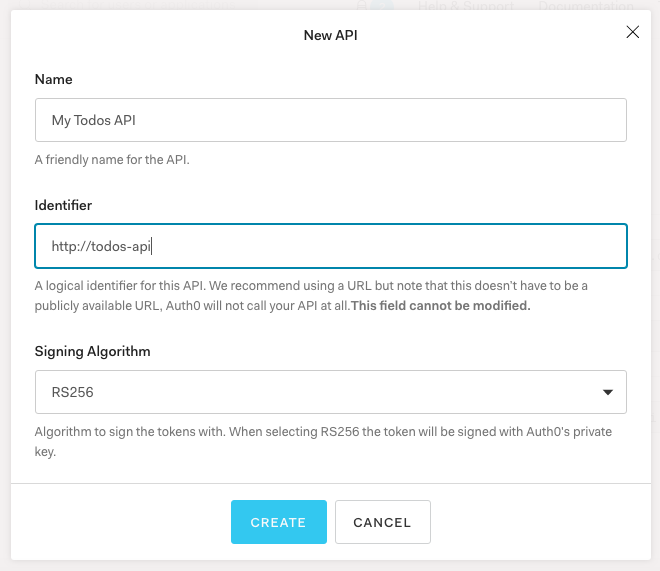 Help & Support Documentation
New API
Name
My Todos API
A friendly name for the API.
Identifier
http://todos-api
A logical identifier for this API. We recommend using a URL but note that this doesn't have to be a
publicly available URL, Auth0 will not call your API at all.This field cannot be modified.
Signing Algorithm
RS256
Algorithm to sign the tokens with. When selecting RS256 the token will be signed with Auth0's private
key.
CREATE CANCEL